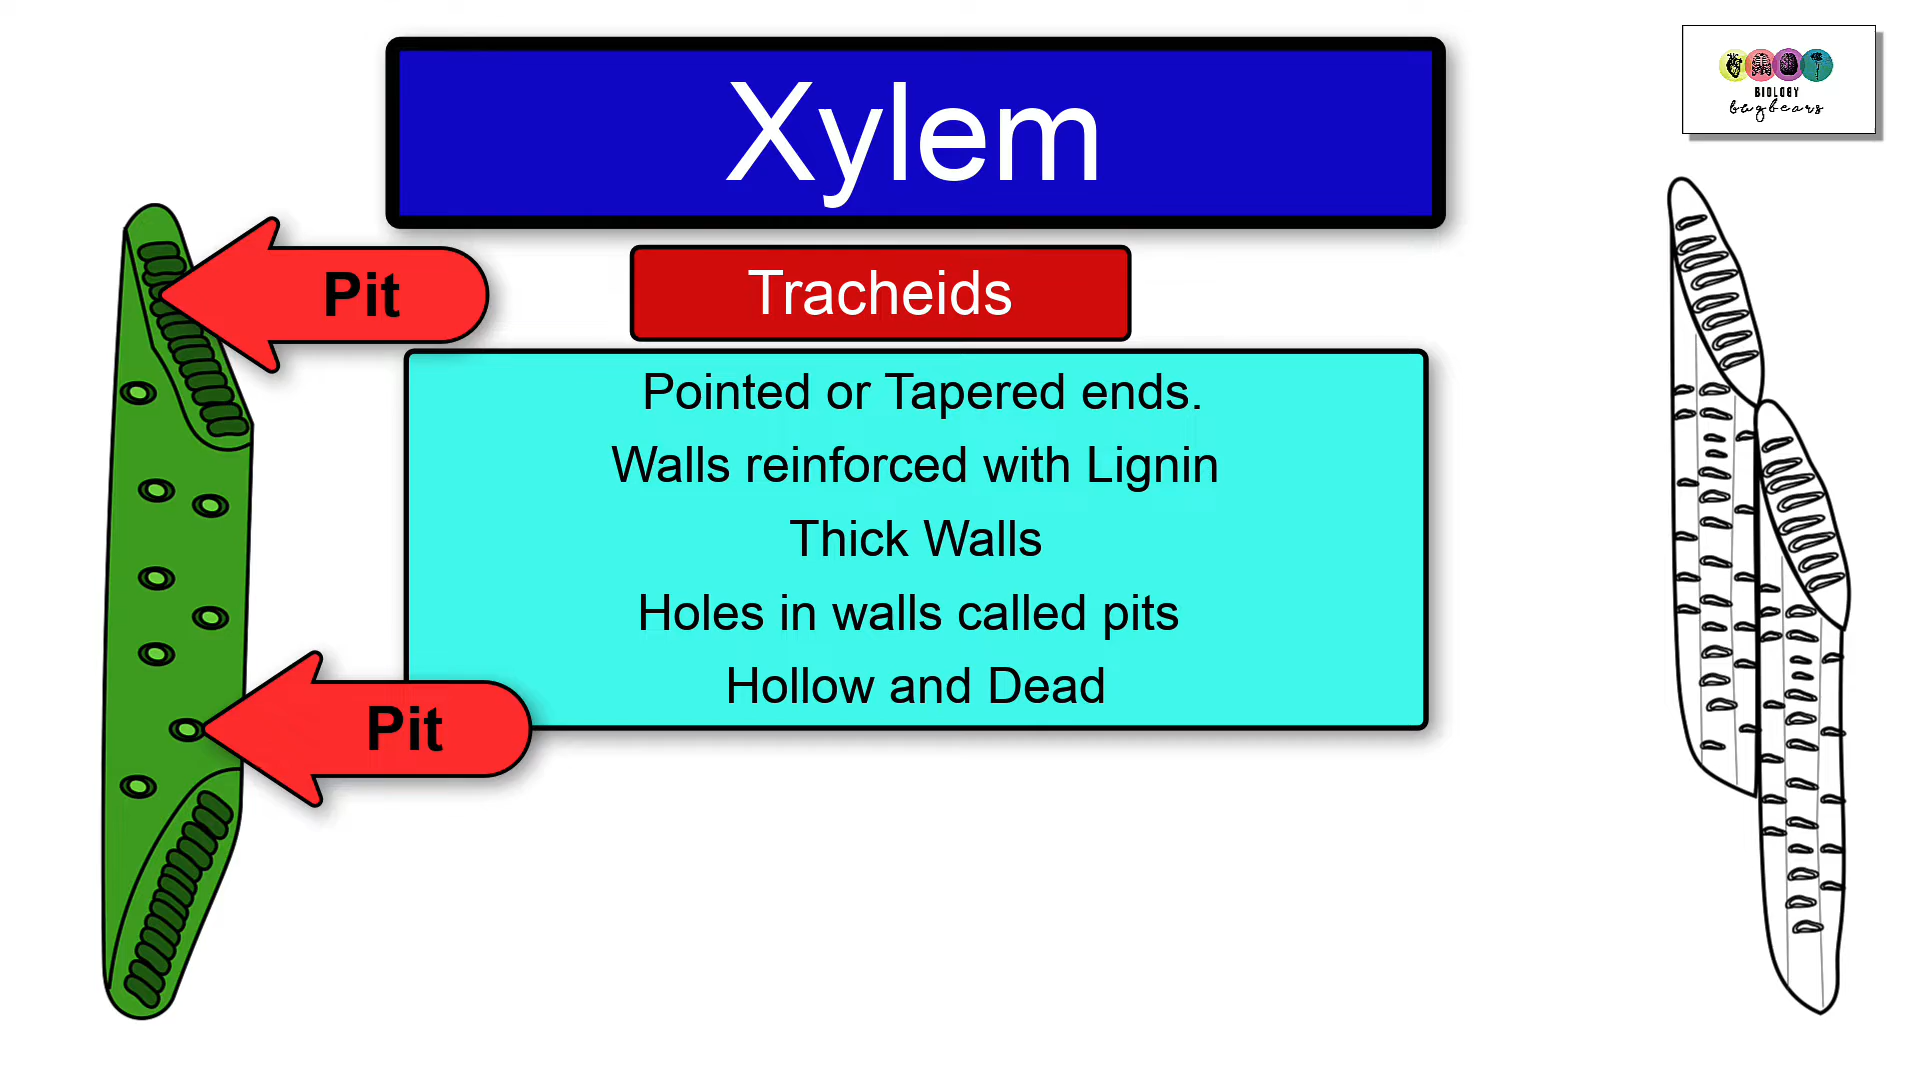 BIOLOGY
bugbears
Xylem
Pit
Tracheids
Pointed or Tapered ends.
Walls reinforced with Lignin
Thick Walls
Holes in walls called pits
Hollow and Dead
Pit